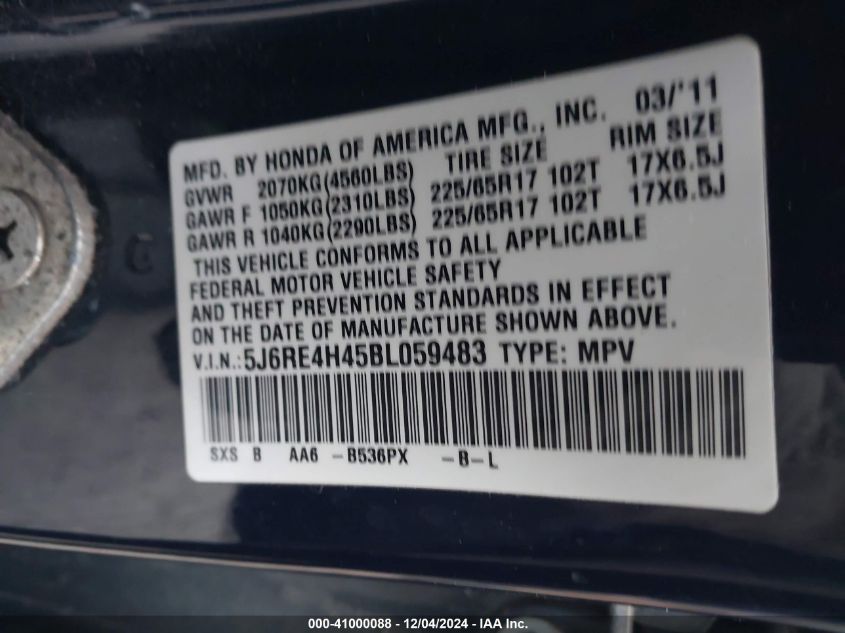 MFD. BY HONDA OF AMERICA MFG., INC. 03/'11
GVWR 2070KG(4560LBS) TIRE SIZE RIM SIZE
GAWR F 1050KG(2310LBS) 225/65R17 102T 17X6.5J
GAWR R 1040KG(2290LBS) 225/65R17 102T 17X6.5J
THIS VEHICLE CONFORMS TO ALL APPLICABLE
FEDERAL MOTOR VEHICLE SAFETY
AND THEFT PREVENTION STANDARDS IN EFFECT
ON THE DATE OF MANUFACTURE SHOWN ABOVE.
V.I.N.:5J6RE4H45BL059483 TYPE: MPV
SXS B AA6 -B536PX -B-L
000-41000088 - 12/04/2024 - IAA Inc.